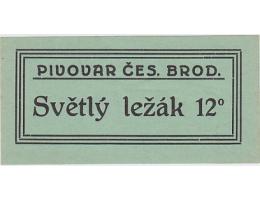 PIVOVAR ČES. BROD.
Světlý ležák 12°